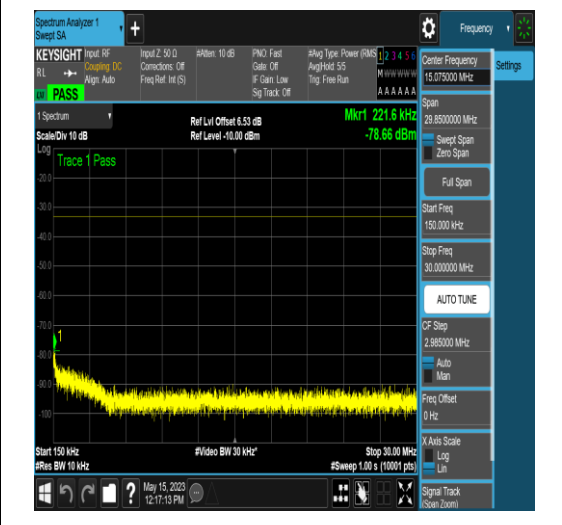 Spectrum Analyzer 1
Swept SA
+
Frequency
KEYSIGHT
RL
PASS
Input: RF
Coupling: DC
Align: Auto
Input Z: 50 Ω
Corrections: Off
Freq Ref: Int (S)
#Atten: 10 dB
PNO: Fast
Gate: Off
IF Gain: Low
Sig Track: Off
#Avg Type: Power (RMS
Avg|Hold: 5/5
Trig: Free Run
1 2 3 4 5 6
M W W W W W
A A A A A A
1 Spectrum
Scale/Div 10 dB
Ref Lvl Offset 6.53 dB
Ref Level -10.00 dBm
Mkr1 221.6 kHz
-78.66 dBm
Log
Trace 1 Pass
-20.0
-30.0
-40.0
-50.0
-60.0
-70.0
-80.0
-90.0
-100
1
Start 150 kHz
#Res BW 10 kHz
#Video BW 30 kHz*
Stop 30.00 MHz
#Sweep 1.00 s (10001 pts)
?
May 15, 2023
12:17:13 PM
Center Frequency
15.075000 MHz
Settings
Span
29.8500000 MHz
Swept Span
Zero Span
Full Span
Start Freq
150.000 kHz
Stop Freq
30.000000 MHz
AUTO TUNE
CF Step
2.985000 MHz
Auto
Man
Freq Offset
0 Hz
X Axis Scale
Log
Lin
Signal Track
(Span Zoom)